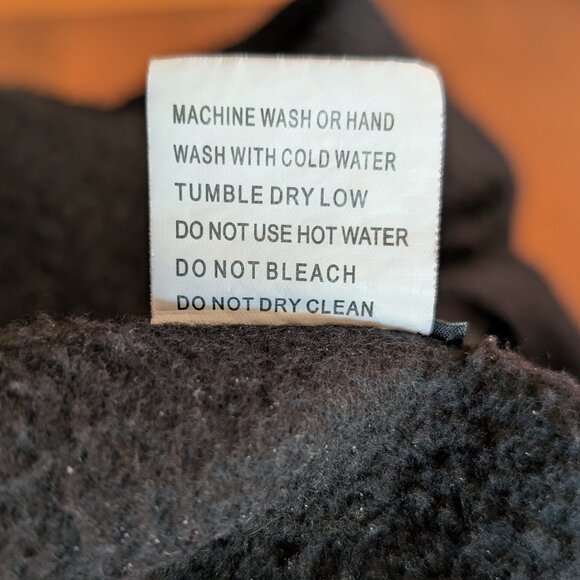 MACHINE WASH OR HAND
WASH WITH COLD WATER
TUMBLE DRY LOW
DO NOT USE HOT WATER
DO NOT BLEACH
DO NOT DRY CLEAN